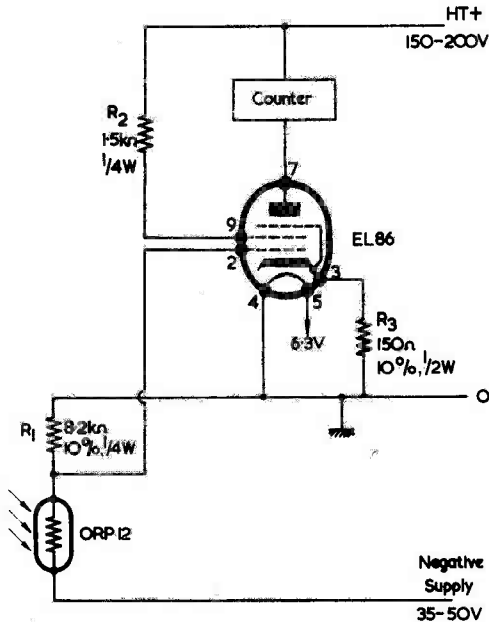 HT+
150-200V
Counter
R2
1·5kΩ
1/4W
7
9
2
EL86
3
4
5
6·3V
R3
150Ω
10%, 1/2W
O
R1
8·2kΩ
10%, 1/4W
ORP12
Negative
Supply
35-50V